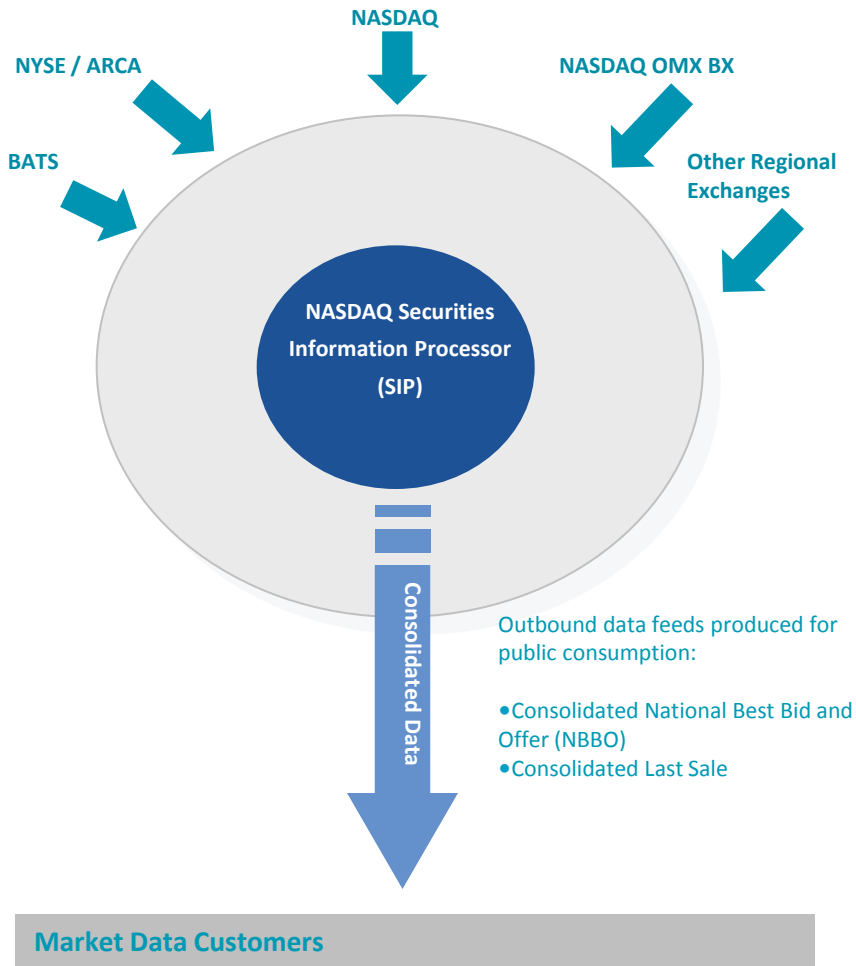 NASDAQ
NYSE / ARCA
NASDAQ OMX BX
BATS
Other Regional
Exchanges
NASDAQ Securities
Information Processor
(SIP)
Consolidated Data
Outbound data feeds produced for
public consumption:
•Consolidated National Best Bid and
Offer (NBBO)
•Consolidated Last Sale
Market Data Customers